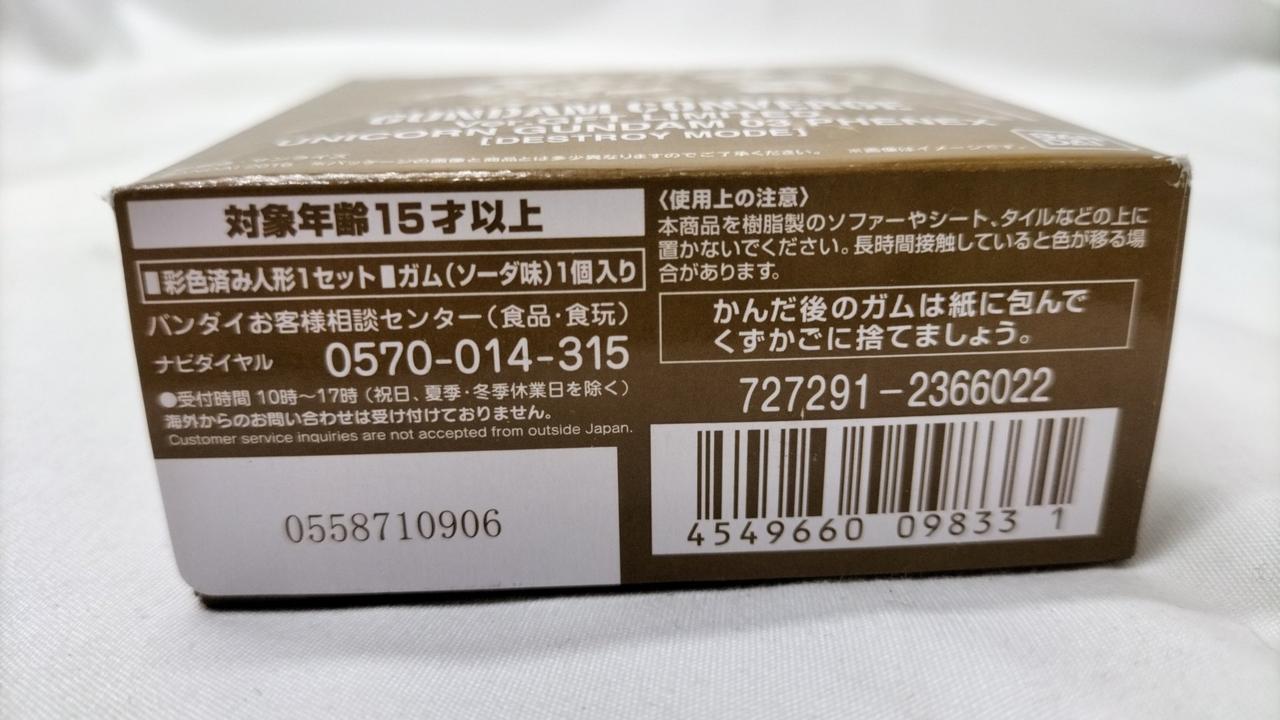 GUNDAM CONVERGE
UNICORN GUNDAM 03 PHENEX
[DESTROY MODE]
対象年齢15才以上
■彩色済み人形1セット■ガム(ソーダ味)1個入り
バンダイお客様相談センター(食品・食玩)
ナビダイヤル 0570-014-315
●受付時間 10時〜17時(祝日、夏季・冬季休業日を除く)
海外からのお問い合わせは受け付けておりません。
Customer service inquiries are not accepted from outside Japan.
0558710906
〈使用上の注意〉
本商品を樹脂製のソファーやシート、タイルなどの上に
置かないでください。長時間接触していると色が移る場
合があります。
かんだ後のガムは紙に包んで
くずかごに捨てましょう。
727291-2366022
4549660 09833 1